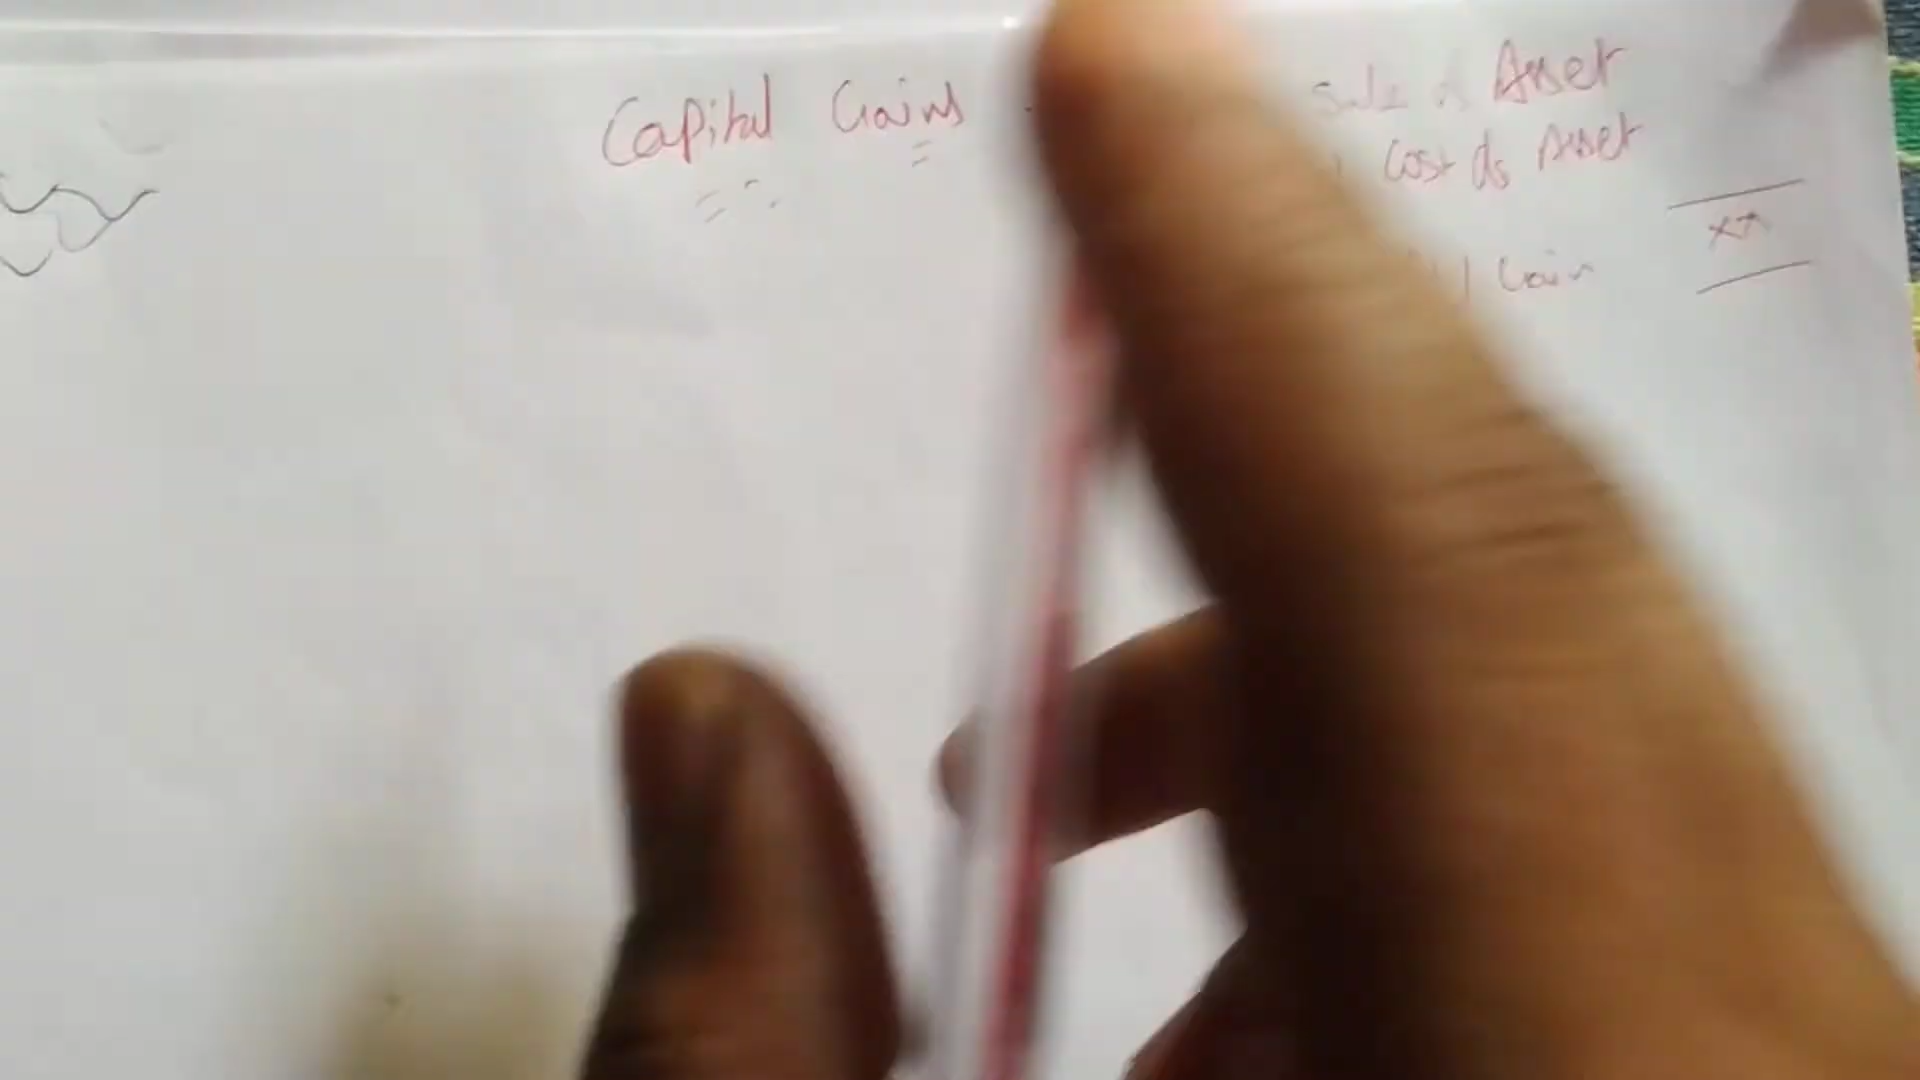 Capital Gains
Sale of Asset
Cost of Asset
xx
Gain